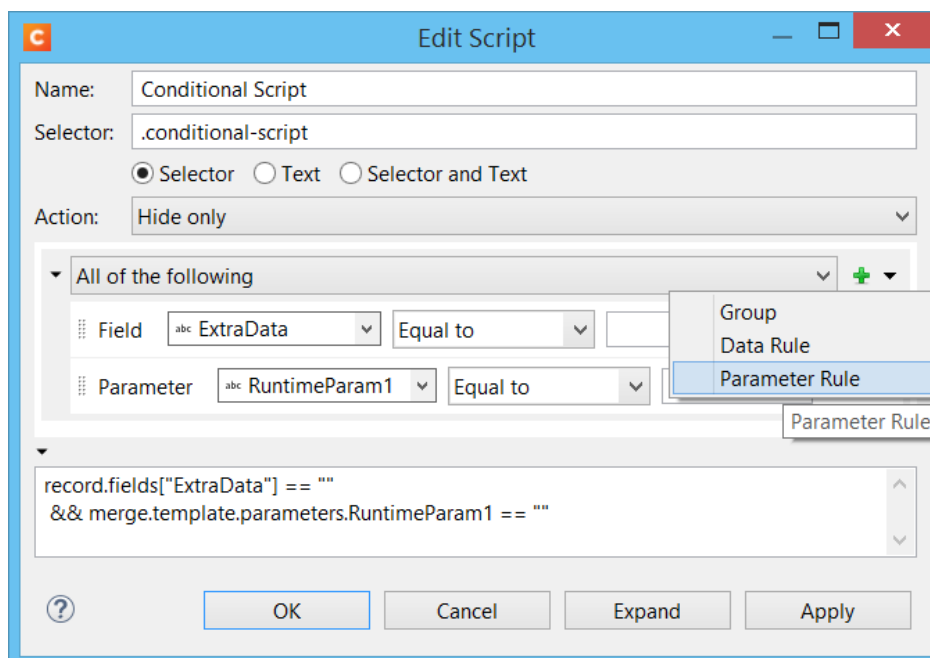 C
Edit Script
Name: Conditional Script
Selector: .conditional-script
Selector Text Selector and Text
Action: Hide only
All of the following
Group
Field abc ExtraData Equal to
Data Rule
Parameter abc RuntimeParam1 Equal to
Parameter Rule
Parameter Rule
record.fields["ExtraData"] == ""
&& merge.template.parameters.RuntimeParam1 == ""
? OK Cancel Expand Apply